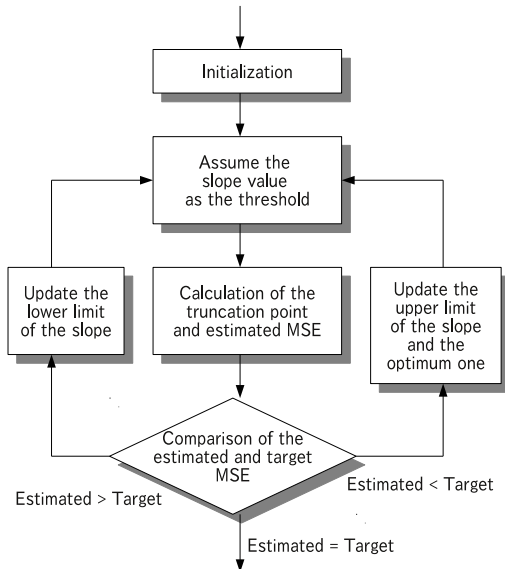 Initialization
Assume the
slope value
as the threshold
Update the
lower limit
of the slope
Calculation of the
truncation point
and estimated MSE
Update the
upper limit
of the slope
and the
optimum one
Comparison of the
estimated and target
MSE
Estimated > Target
Estimated < Target
Estimated = Target